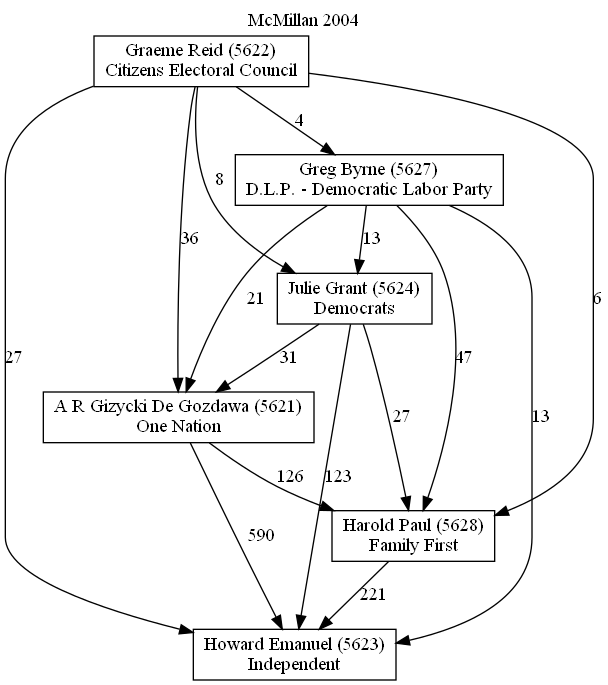 McMillan 2004
Graeme Reid (5622)
Citizens Electoral Council
4
Greg Byrne (5627)
D.L.P. - Democratic Labor Party
8
36
13
6
Julie Grant (5624)
Democrats
21
27
31
47
A R Gizycki De Gozdawa (5621)
One Nation
27
13
126
123
Harold Paul (5628)
Family First
590
221
Howard Emanuel (5623)
Independent